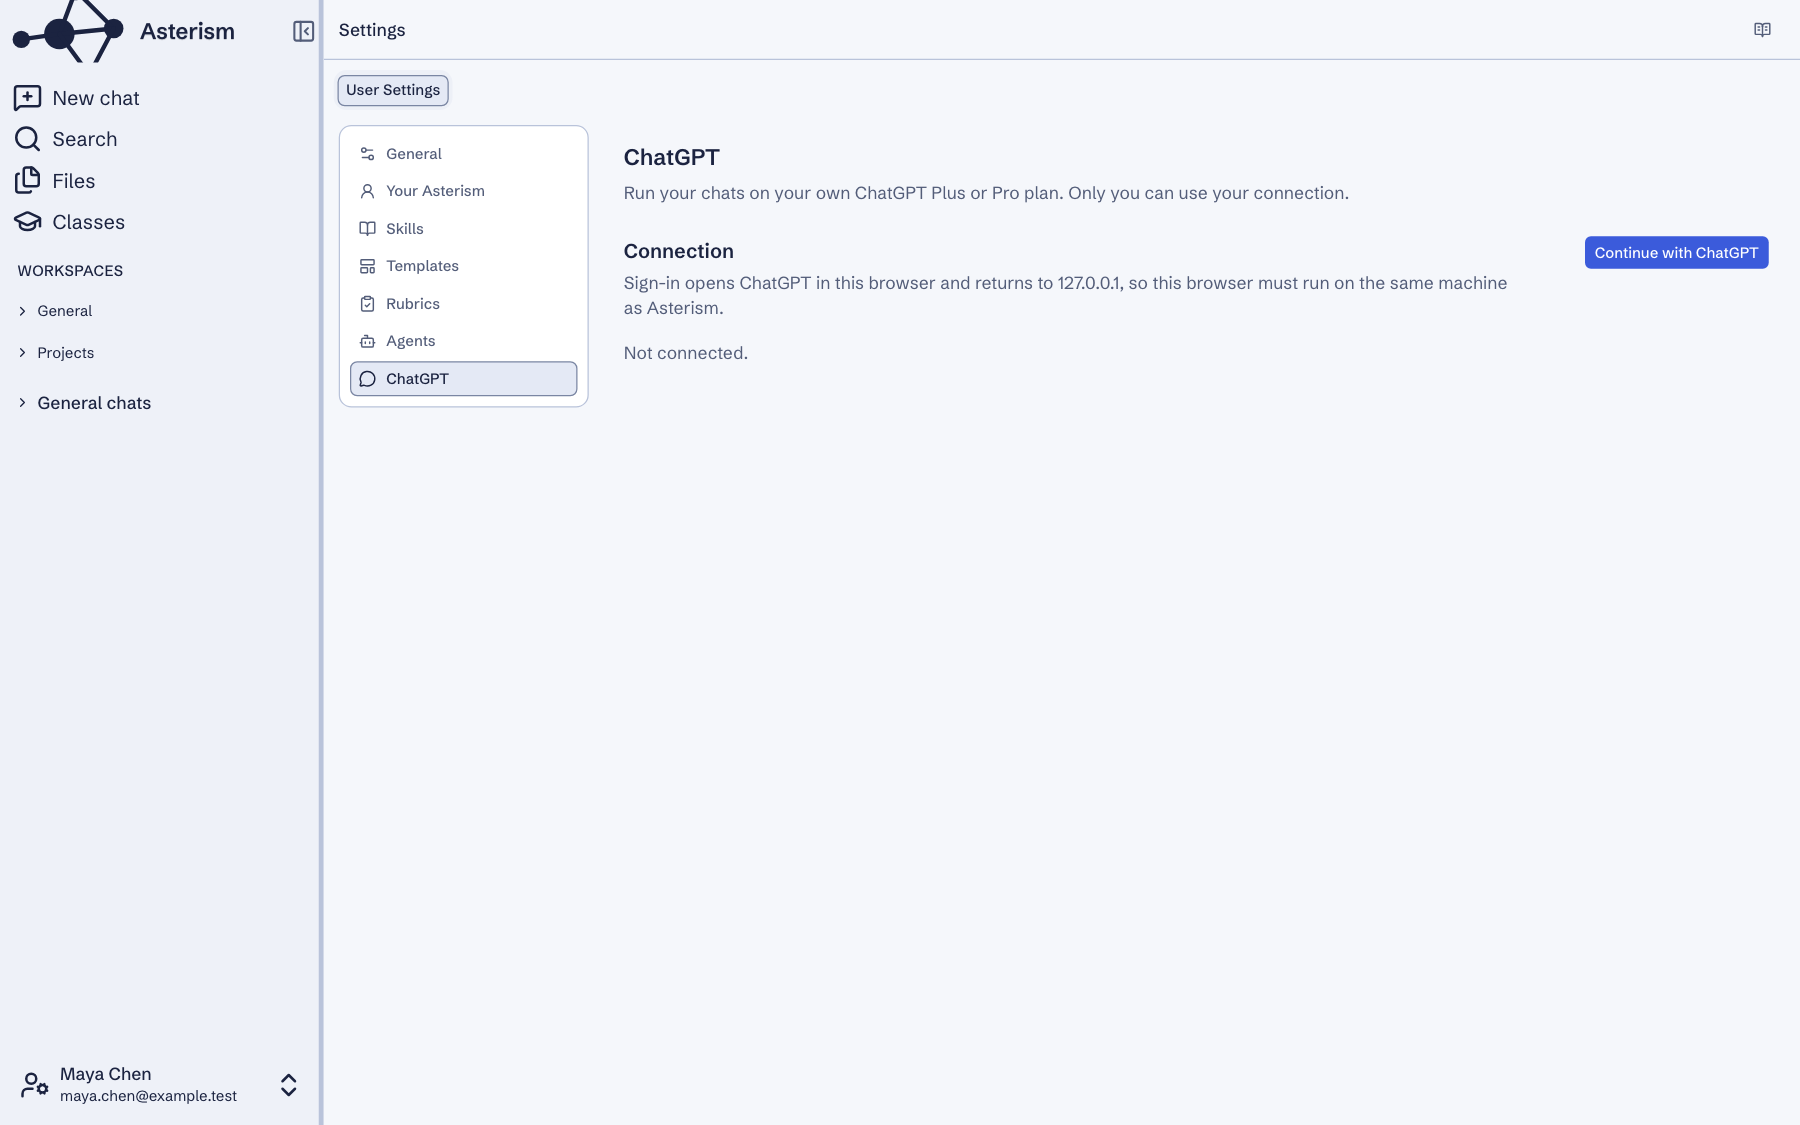 Asterism
New chat
Search
Files
Classes
WORKSPACES
General
Projects
General chats
Maya Chen
maya.chen@example.test
Settings
User Settings
General
Your Asterism
Skills
Templates
Rubrics
Agents
ChatGPT
ChatGPT
Run your chats on your own ChatGPT Plus or Pro plan. Only you can use your connection.
Connection
Continue with ChatGPT
Sign-in opens ChatGPT in this browser and returns to 127.0.0.1, so this browser must run on the same machine
as Asterism.
Not connected.